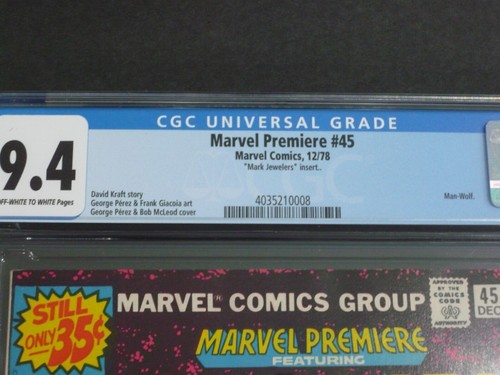 CGC UNIVERSAL GRADE
Marvel Premiere #45
Marvel Comics, 12/78
"Mark Jewelers" insert.
9.4
OFF-WHITE TO WHITE Pages
David Kraft story
George Pérez & Frank Giacoia art
George Pérez & Bob McLeod cover
4035210008
Man-Wolf.
STILL
ONLY 35¢
MARVEL COMICS GROUP
APPROVED
BY THE
COMICS
CODE
AUTHORITY
45
DEC
MARVEL PREMIERE
FEATURING